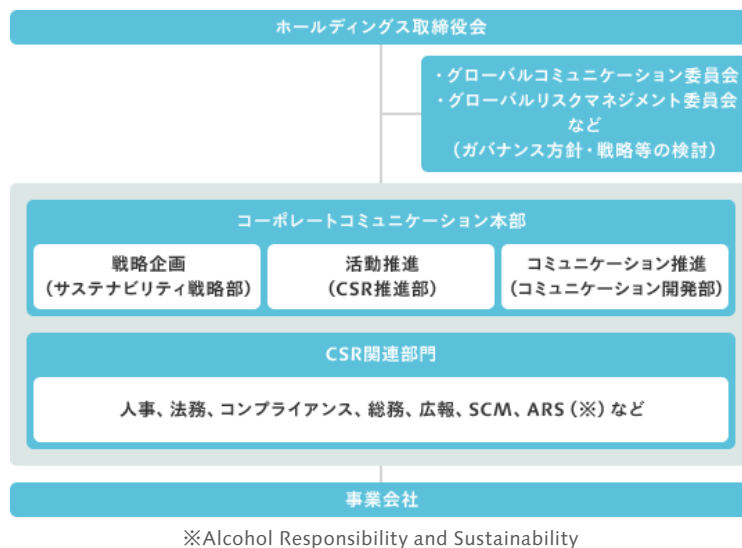 ホールディングス取締役会
・グローバルコミュニケーション委員会
・グローバルリスクマネジメント委員会
など
（ガバナンス方針・戦略等の検討）
コーポレートコミュニケーション本部
戦略企画
（サステナビリティ戦略部）
活動推進
（CSR推進部）
コミュニケーション推進
（コミュニケーション開発部）
CSR関連部門
人事、法務、コンプライアンス、総務、広報、SCM、ARS（※）など
事業会社
※Alcohol Responsibility and Sustainability